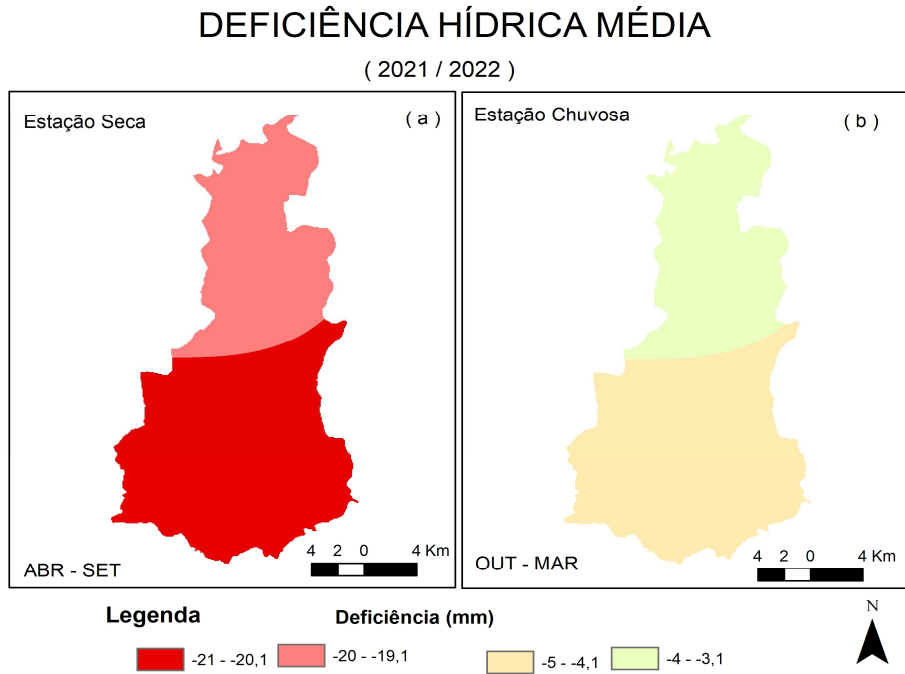 DEFICIÊNCIA HÍDRICA MÉDIA
( 2021 / 2022 )
Estação Seca
( a )
4 2 0 4 Km
ABR - SET
Estação Chuvosa
( b )
4 2 0 4 Km
OUT - MAR
Legenda
Deficiência (mm)
-21 - -20,1
-20 - -19,1
-5 - -4,1
-4 - -3,1
N